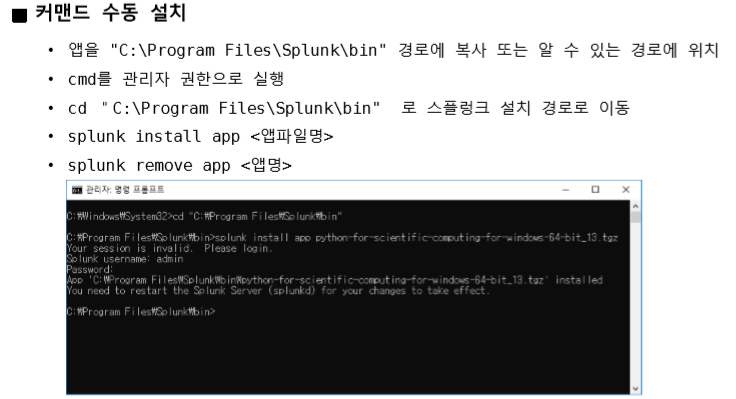 ■ 커맨드 수동 설치
• 앱을 "C:\Program Files\Splunk\bin" 경로에 복사 또는 알 수 있는 경로에 위치
• cmd를 관리자 권한으로 실행
• cd "C:\Program Files\Splunk\bin" 로 스플렁크 설치 경로로 이동
• splunk install app <앱파일명>
• splunk remove app <앱명>
관리자: 명령 프롬프트
C:₩Windows₩System32>cd "C:₩Program Files₩Splunk₩bin"
C:₩Program Files₩Splunk₩bin>splunk install app python-for-scientific-computing-for-windows-64-bit_13.tgz
Your session is invalid.  Please login.
Splunk username: admin
Password:
App 'C:₩Program Files₩Splunk₩bin₩python-for-scientific-computing-for-windows-64-bit_13.tgz' installed
You need to restart the Splunk Server (splunkd) for your changes to take effect.
C:₩Program Files₩Splunk₩bin>